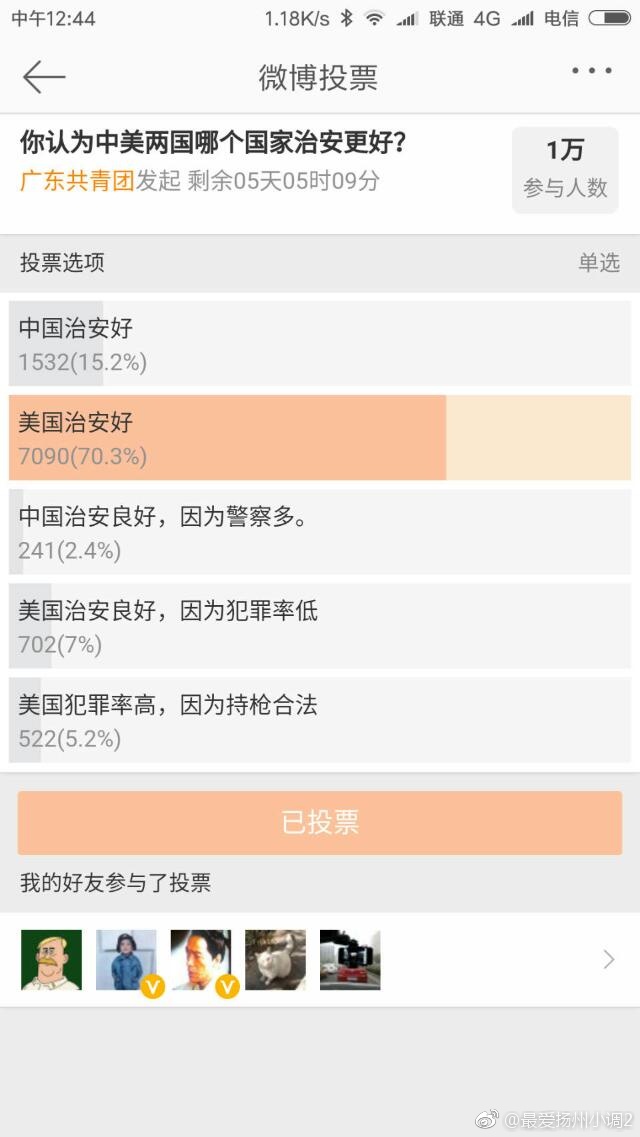 中午12:44 1.18K/s 联通 4G 电信
微博投票
你认为中美两国哪个国家治安更好？
广东共青团发起 剩余05天05时09分
1万
参与人数
投票选项 单选
中国治安好
1532(15.2%)
美国治安好
7090(70.3%)
中国治安良好，因为警察多。
241(2.4%)
美国治安良好，因为犯罪率低
702(7%)
美国犯罪率高，因为持枪合法
522(5.2%)
已投票
我的好友参与了投票
V V
@最爱扬州小调2